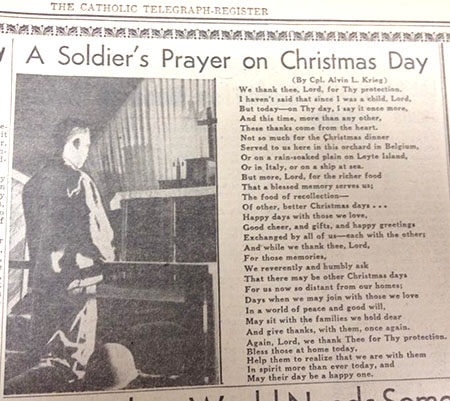 THE CATHOLIC TELEGRAPH-REGISTER
A Soldier's Prayer on Christmas Day
(By Cpl. Alvin L. Krieg)
We thank thee, Lord, for Thy protection.
I haven't said that since I was a child, Lord,
But today—on Thy day, I say it once more,
And this time, more than any other,
These thanks come from the heart.
Not so much for the Christmas dinner
Served to us here in this orchard in Belgium,
Or on a rain-soaked plain on Leyte Island,
Or in Italy, or on a ship at sea.
But more, Lord, for the richer food
That a blessed memory serves us;
The food of recollection—
Of other, better Christmas days . . .
Happy days with those we love,
Good cheer, and gifts, and happy greetings
Exchanged by all of us—each with the other;
And while we thank thee, Lord,
For those memories,
We reverently and humbly ask
That there may be other Christmas days
For us now so distant from our homes;
Days when we may join with those we love
In a world of peace and good will,
May sit with the families we hold dear
And give thanks, with them, once again.
Again, Lord, we thank Thee for Thy protection.
Bless those at home today,
Help them to realize that we are with them
In spirit more than ever today, and
May their day be a happy one.
World Needs Some